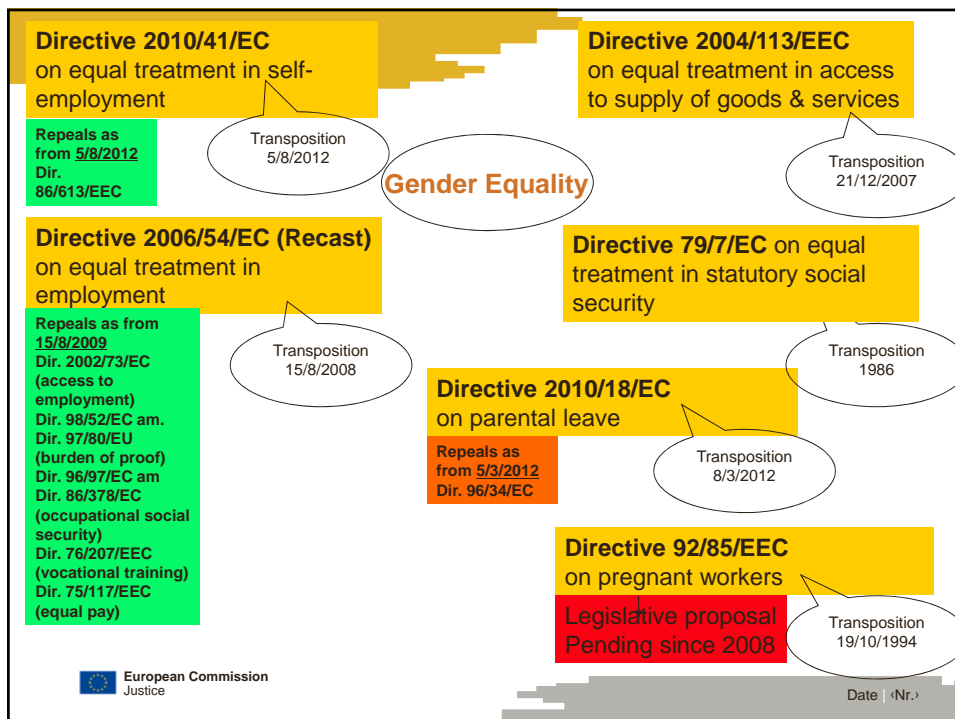 Directive 2010/41/EC
on equal treatment in self-
employment
Transposition
5/8/2012
Repeals as
from 5/8/2012
Dir.
86/613/EEC
Directive 2004/113/EEC
on equal treatment in access
to supply of goods & services
Transposition
21/12/2007
Gender Equality
Directive 2006/54/EC (Recast)
on equal treatment in
employment
Transposition
15/8/2008
Repeals as from
15/8/2009
Dir. 2002/73/EC
(access to
employment)
Dir. 98/52/EC am.
Dir. 97/80/EU
(burden of proof)
Dir. 96/97/EC am
Dir. 86/378/EC
(occupational social
security)
Dir. 76/207/EEC
(vocational training)
Dir. 75/117/EEC
(equal pay)
Directive 79/7/EC on equal
treatment in statutory social
security
Transposition
1986
Directive 2010/18/EC
on parental leave
Transposition
8/3/2012
Repeals as
from 5/3/2012
Dir. 96/34/EC
Directive 92/85/EEC
on pregnant workers
Transposition
19/10/1994
Legislative proposal
Pending since 2008
European Commission
Justice
Date | ‹Nr.›